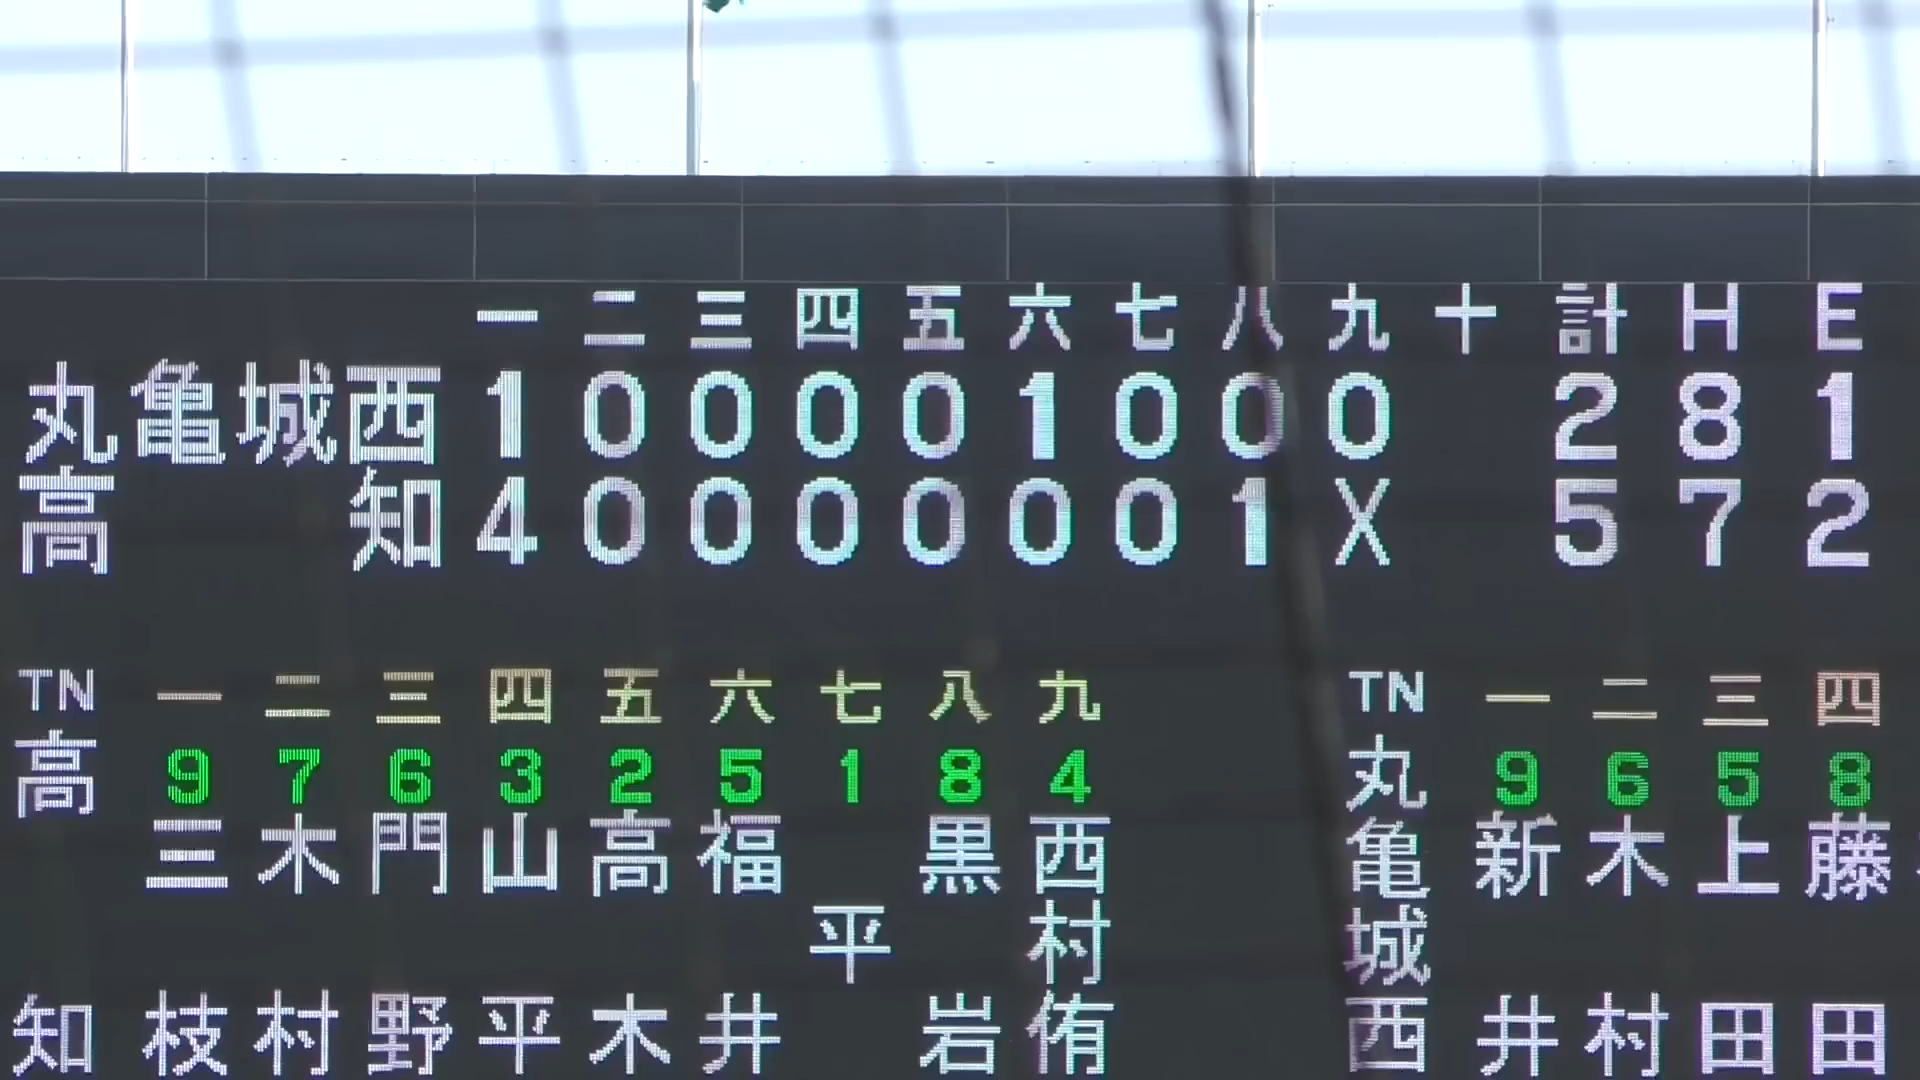 一 二 三 四 五 六 七 八 九 十 計 H E
丸亀城西 1 0 0 0 0 1 0 0 0 2 8 1
高知 4 0 0 0 0 0 0 1 X 5 7 2
TN 一 二 三 四 五 六 七 八 九 TN 一 二 三 四
高知 9 7 6 3 2 5 1 8 4 丸亀城西 9 6 5 8
三枝 木村 門野 山平 高木 福井 平 黒岩 西村侑 新井 木村 上田 藤田